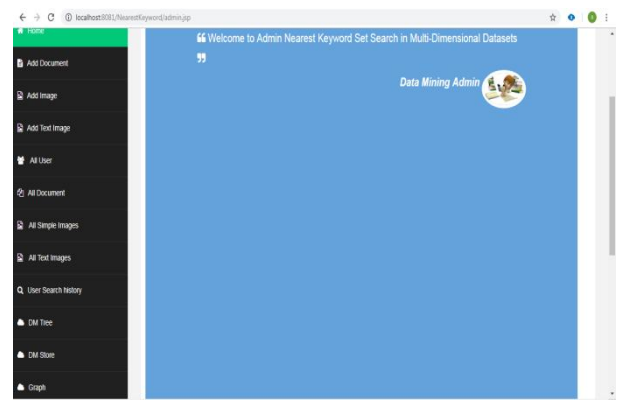 localhost:8081/NearestKeyword/admin.jsp
Home
Add Document
Add Image
Add Text Image
All User
All Document
All Simple Images
All Text Images
User Search history
DM Tree
DM Store
Graph
“ Welcome to Admin Nearest Keyword Set Search in Multi-Dimensional Datasets
”
Data Mining Admin